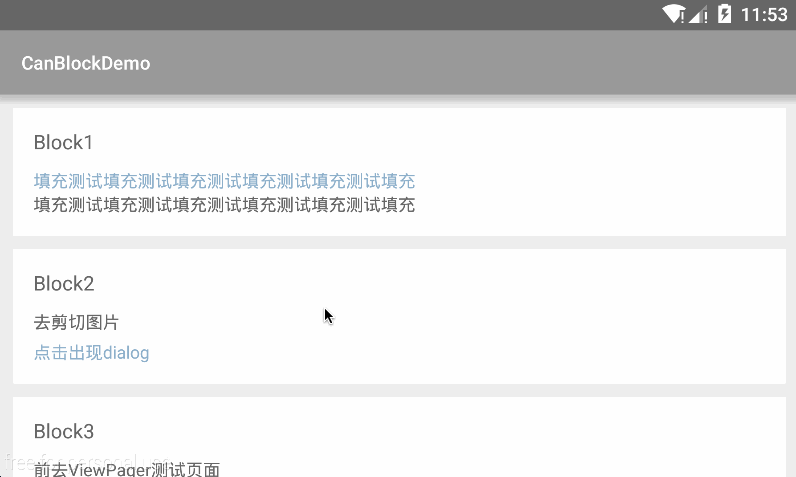 11:53
CanBlockDemo
Block1
填充测试填充测试填充测试填充测试填充测试填充
填充测试填充测试填充测试填充测试填充测试填充
Block2
去剪切图片
点击出现dialog
Block3
free for personal use
前去ViewPager测试页面